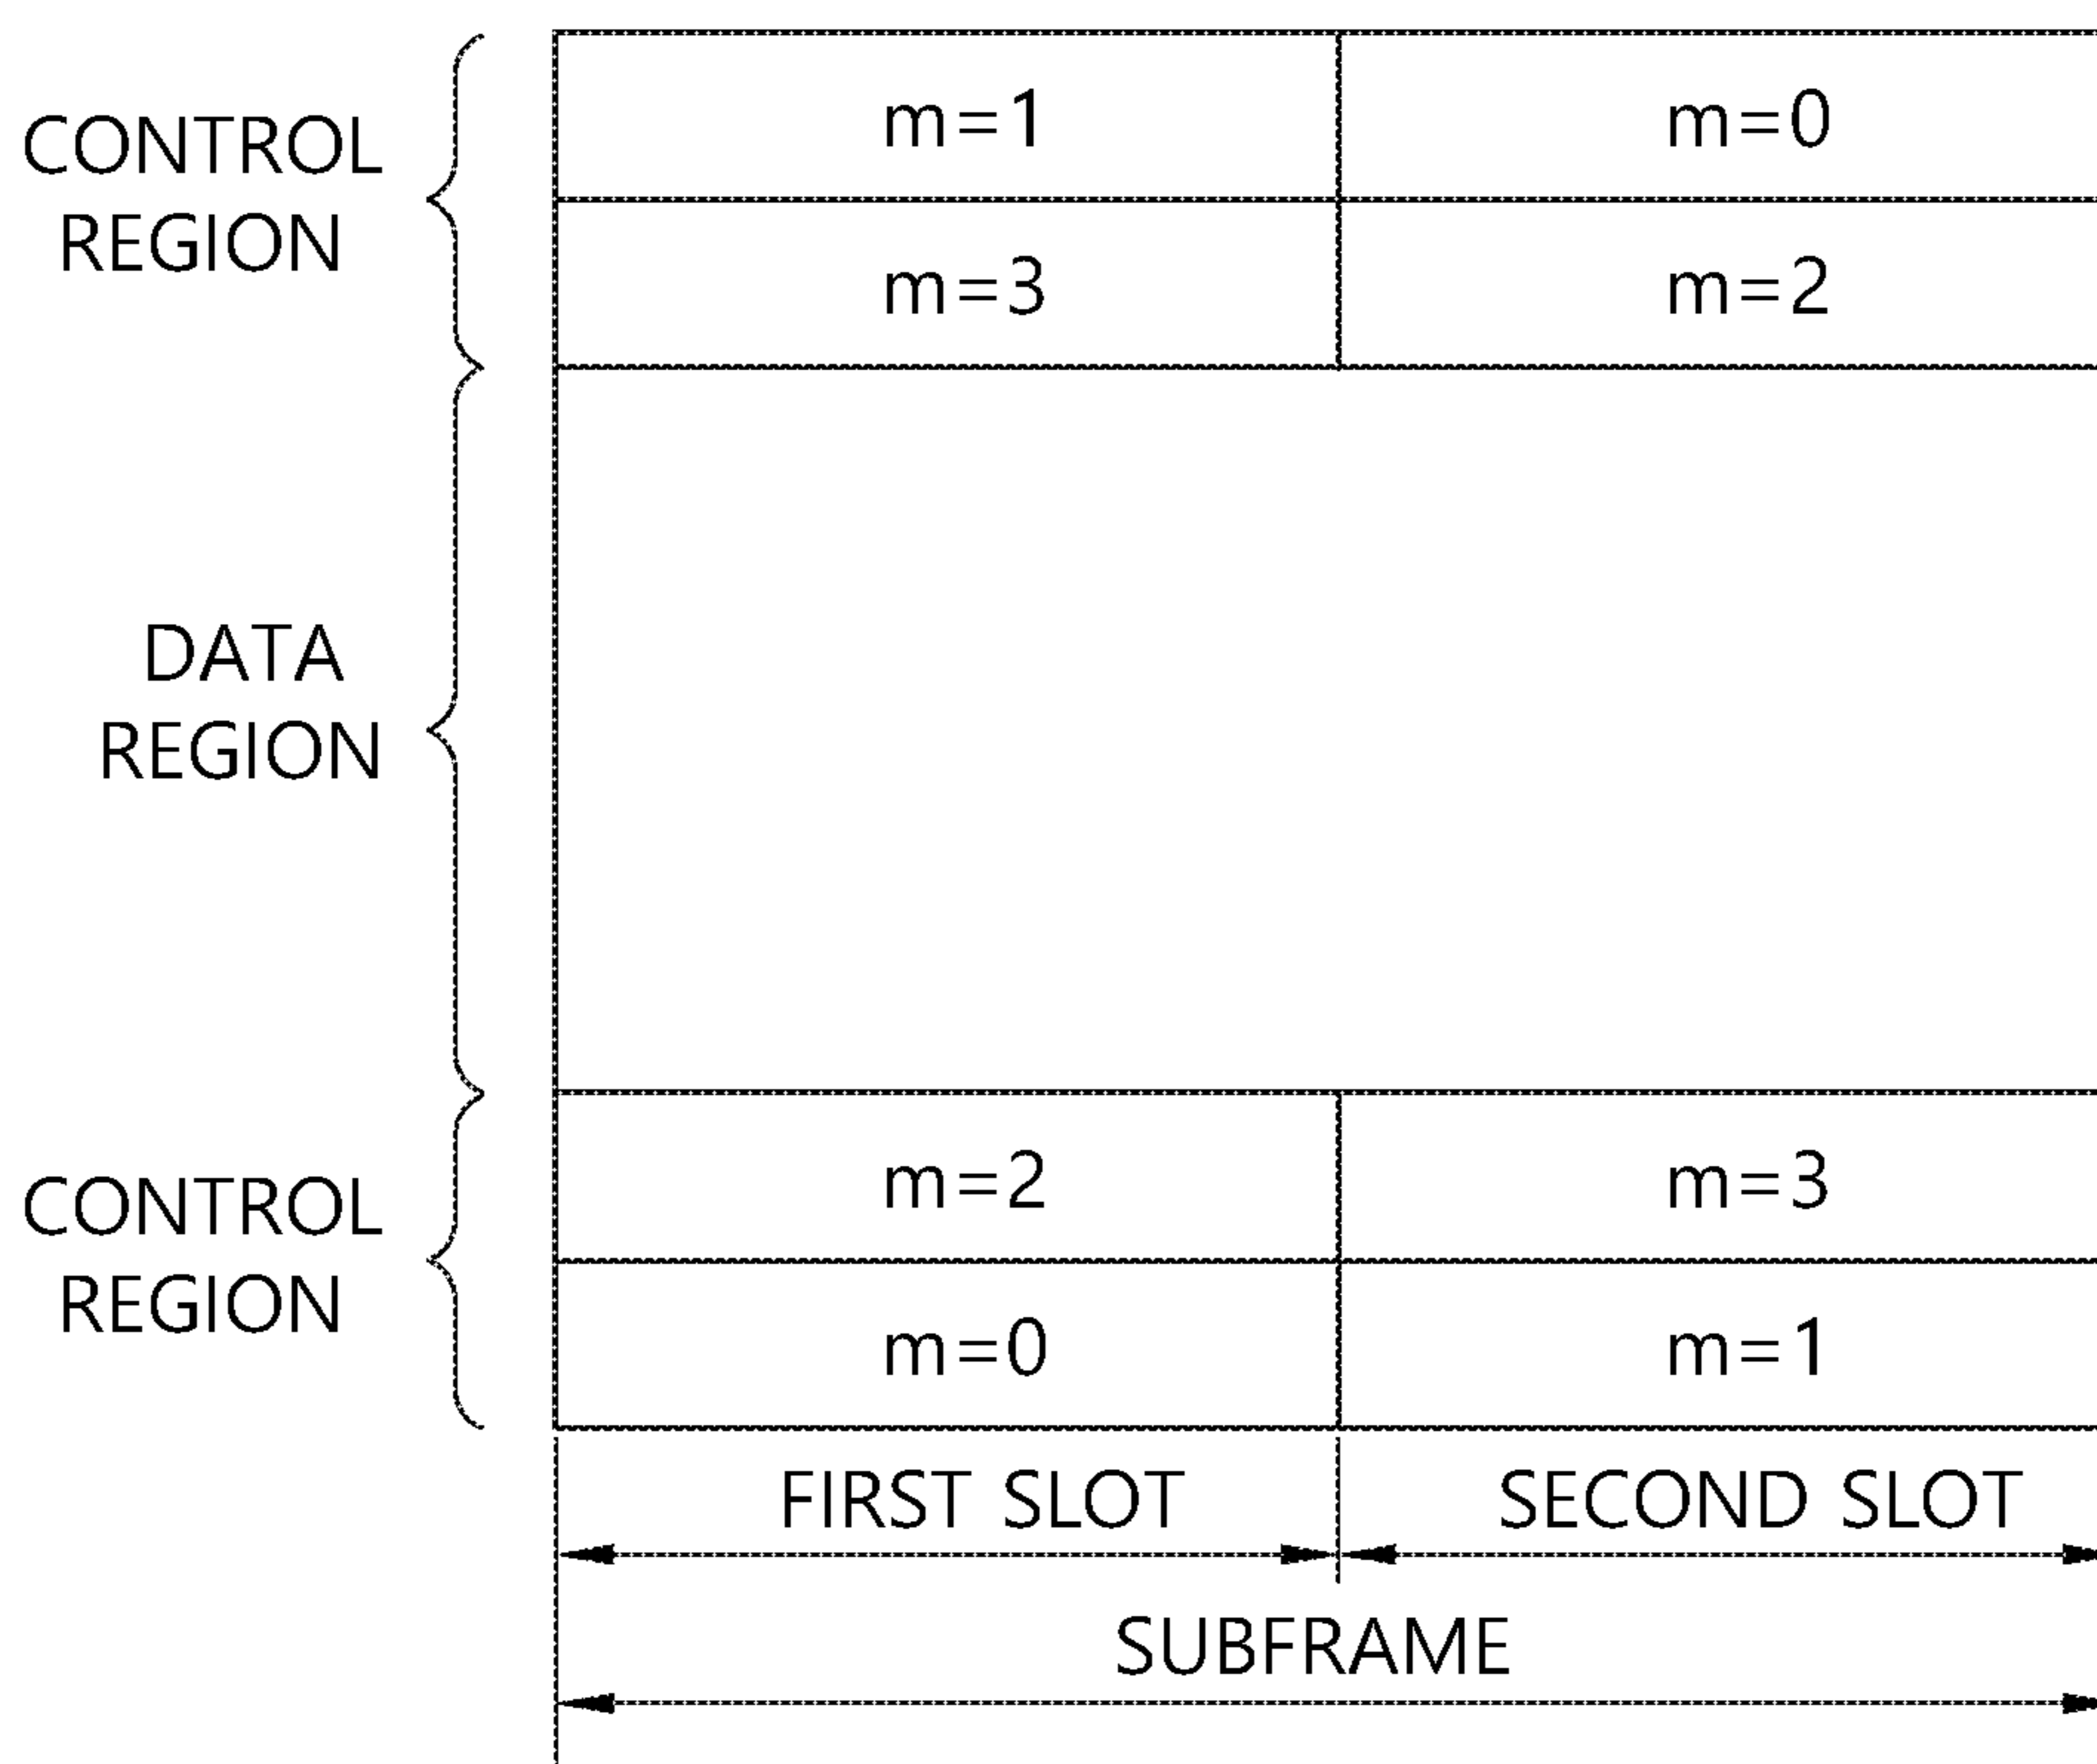 CONTROL
REGION
m=1
m=0
m=3
m=2
DATA
REGION
CONTROL
REGION
m=2
m=3
m=0
m=1
FIRST SLOT
SECOND SLOT
SUBFRAME